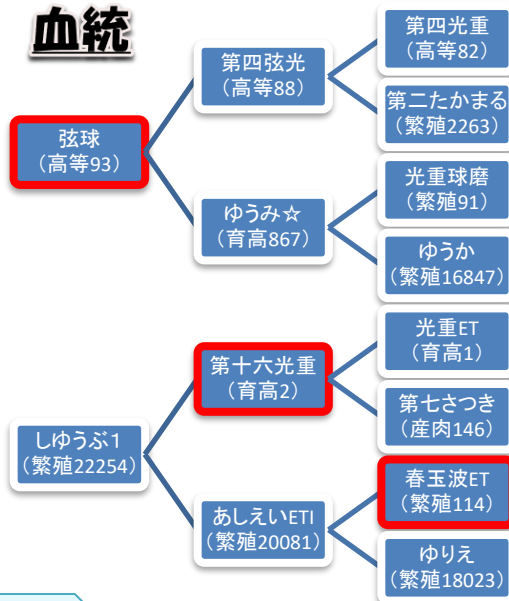 血統
弦球
（高等93）
第四弦光
（高等88）
第四光重
（高等82）
第二たかまる
（繁殖2263）
ゆうみ☆
（育高867）
光重球磨
（繁殖91）
ゆうか
（繁殖16847）
しゆうぶ１
（繁殖22254）
第十六光重
（育高2）
光重ET
（育高1）
第七さつき
（産肉146）
あしえいETI
（繁殖20081）
春玉波ET
（繁殖114）
ゆりえ
（繁殖18023）